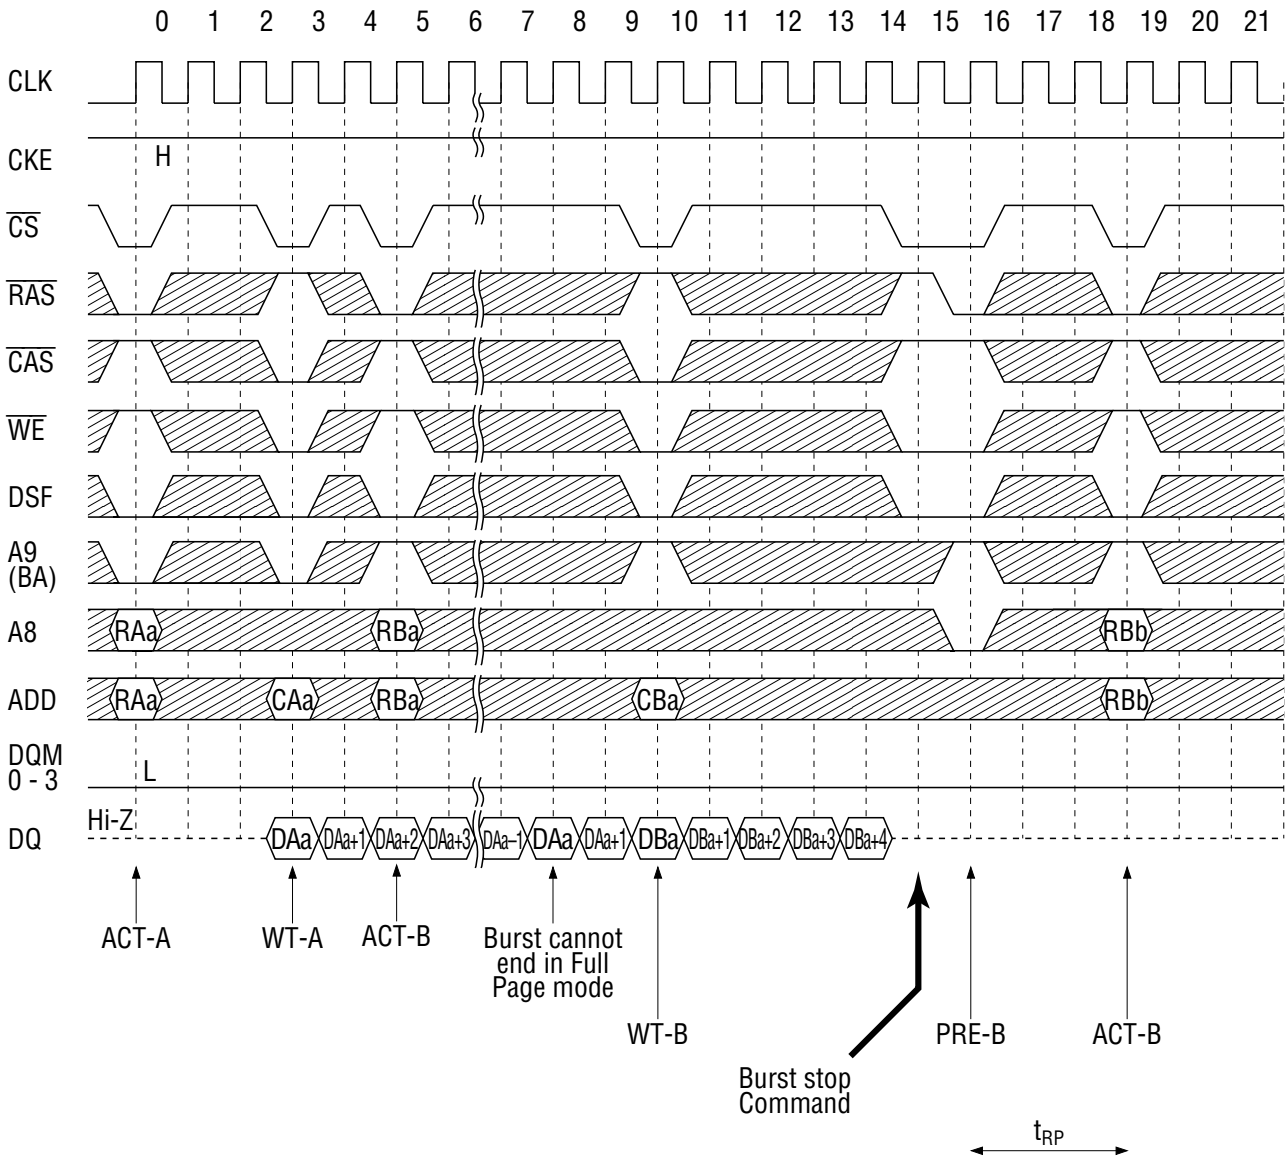 0 1 2 3 4 5 6 7 8 9 10 11 12 13 14 15 16 17 18 19 20 21
CLK
CKE
H
CS
RAS
CAS
WE
DSF
A9
(BA)
A8
RAa RBa RBb
ADD
RAa CAa RBa CBa RBb
DQM
0 - 3
L
Hi-Z
DQ
DAa DAa+1 DAa+2 DAa+3 DAa–1 DAa DAa+1 DBa DBa+1 DBa+2 DBa+3 DBa+4
ACT-A WT-A ACT-B
Burst cannot
end in Full
Page mode
WT-B PRE-B ACT-B
Burst stop
Command
tRP